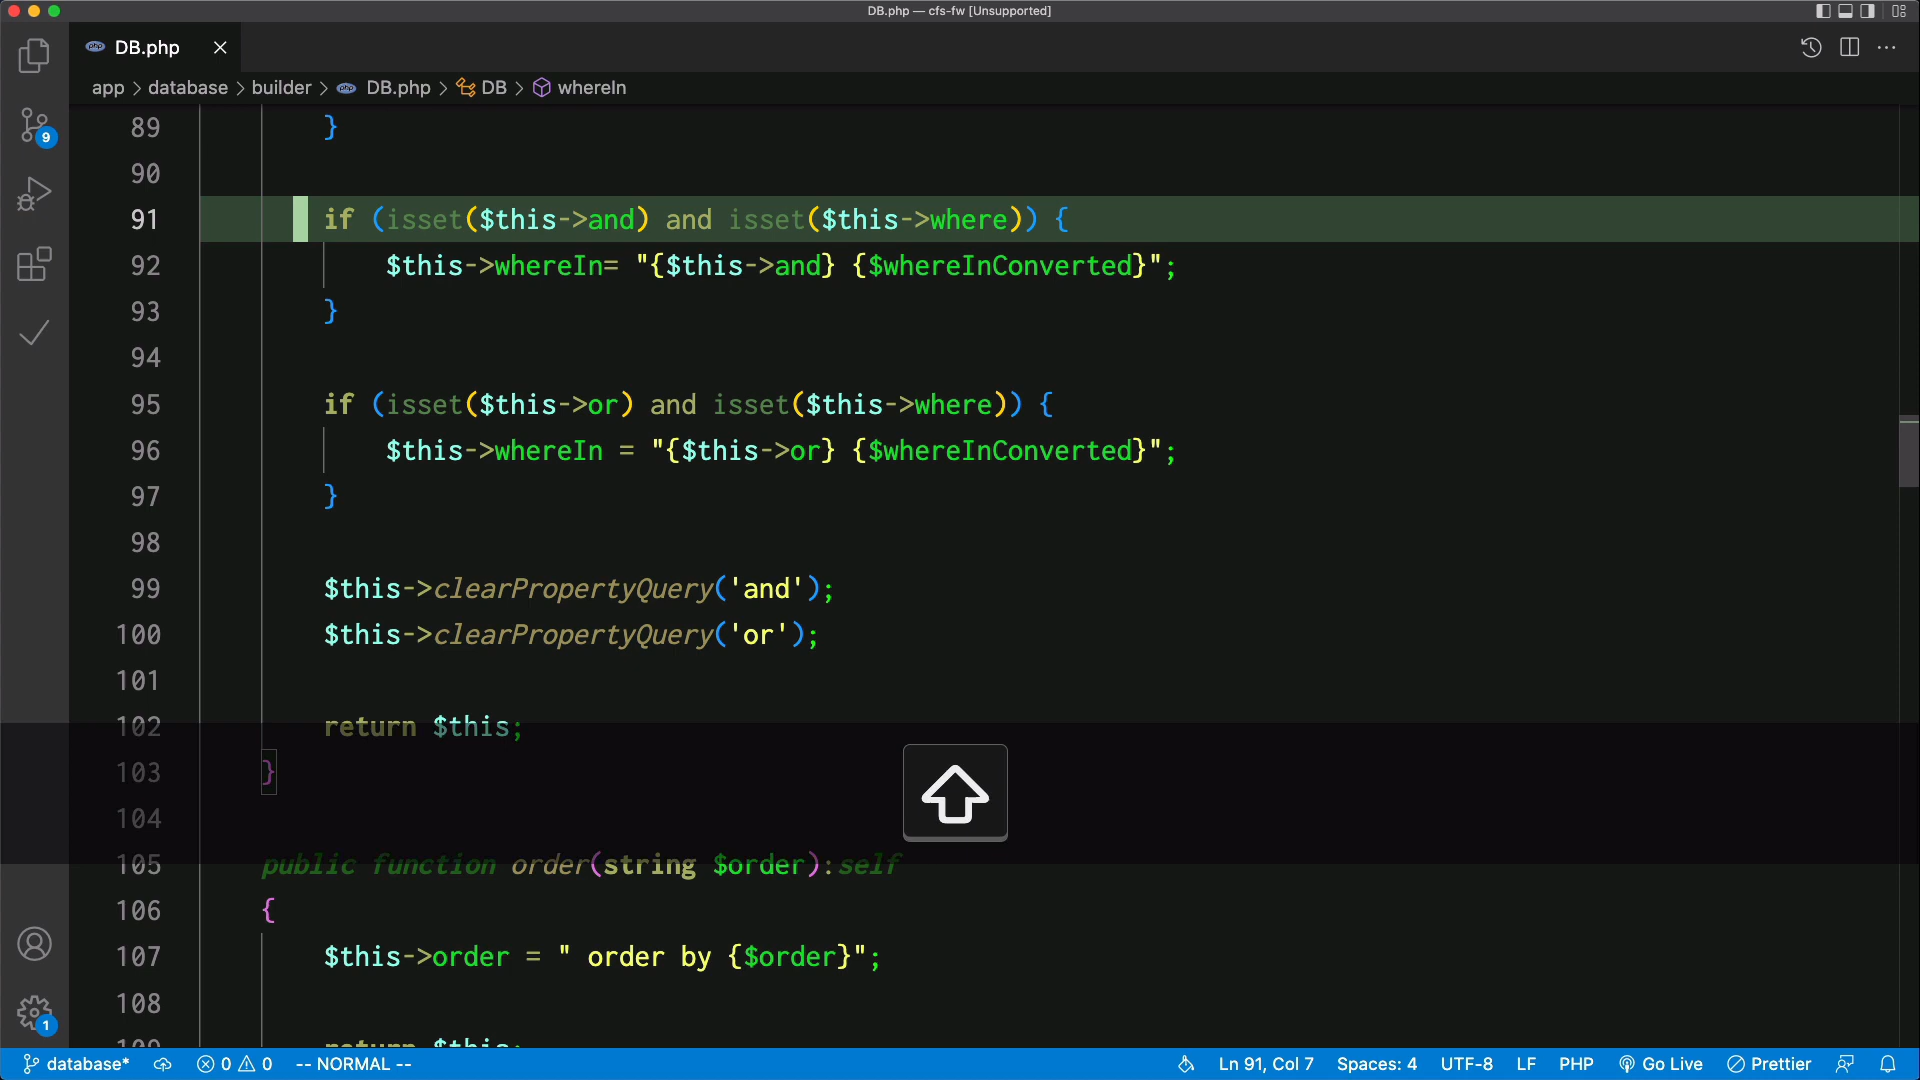 DB.php — cfs-fw [Unsupported]
php DB.php
app > database > builder > php DB.php > DB > whereIn
89 }
90
91 if (isset($this->and) and isset($this->where)) {
92 $this->whereIn= "{$this->and} {$whereInConverted}";
93 }
94
95 if (isset($this->or) and isset($this->where)) {
96 $this->whereIn = "{$this->or} {$whereInConverted}";
97 }
98
99 $this->clearPropertyQuery('and');
100 $this->clearPropertyQuery('or');
101
102 return $this;
103 }
104
105 public function order(string $order):self
106 {
107 $this->order = " order by {$order}";
108
109 return $this;
9
1
database* 0 0 -- NORMAL -- Ln 91, Col 7 Spaces: 4 UTF-8 LF PHP Go Live Prettier